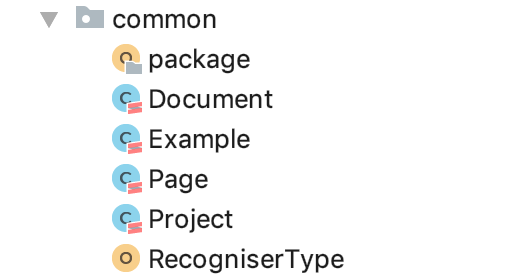 common
package
Document
Example
Page
Project
RecogniserType